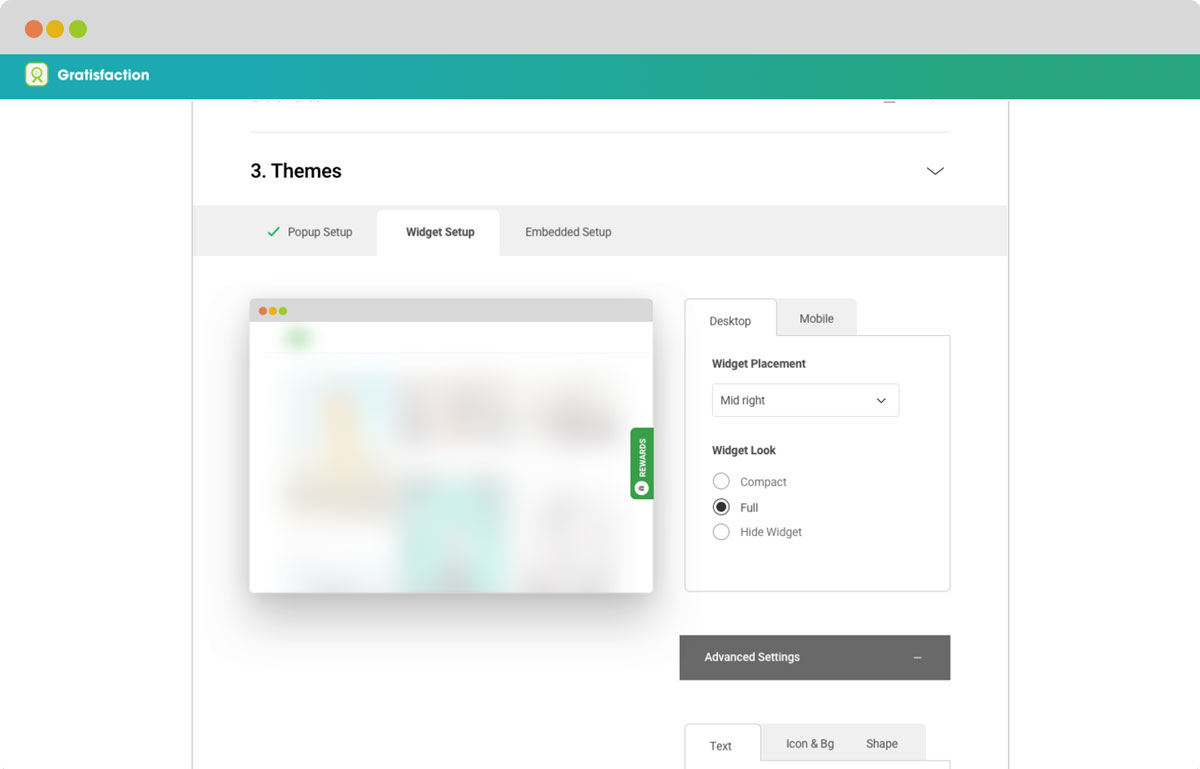 Gratisfaction
3. Themes
Popup Setup
Widget Setup
Embedded Setup
REWARDS
Desktop
Mobile
Widget Placement
Mid right
Widget Look
Compact
Full
Hide Widget
Advanced Settings
Text
Icon & Bg
Shape